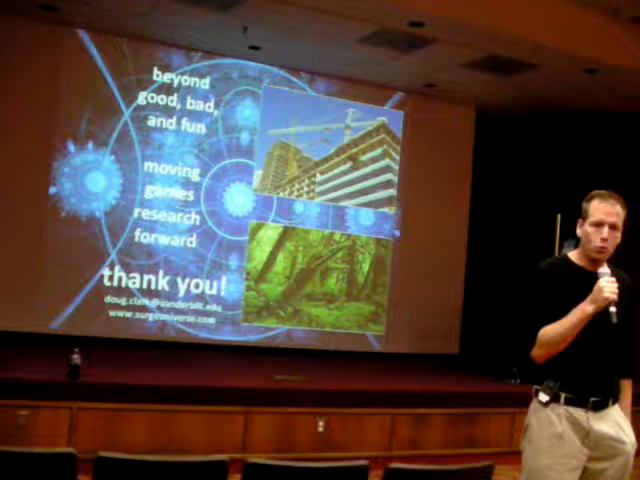 beyond
good, bad,
and fun
moving
games
research
forward
thank you!
doug.clark@vanderbilt.edu
www.surgeuniverse.com